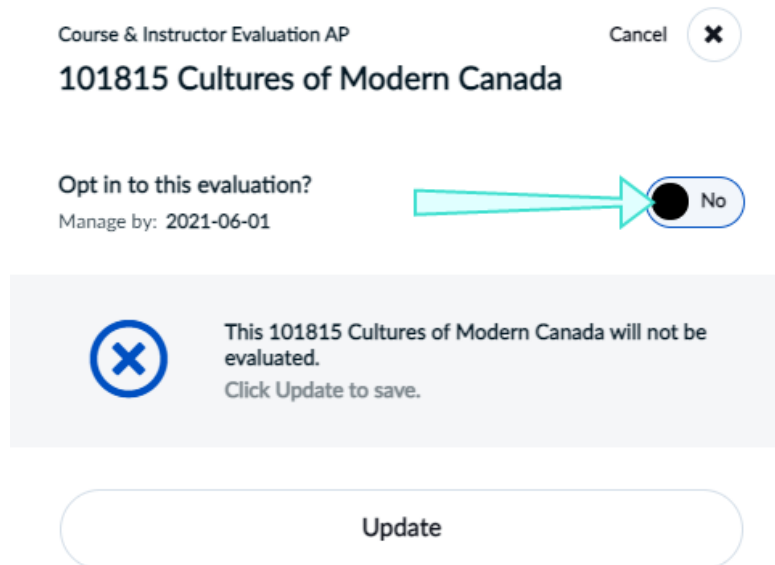 Course & Instructor Evaluation AP
Cancel
101815 Cultures of Modern Canada
Opt in to this evaluation?
No
Manage by: 2021-06-01
This 101815 Cultures of Modern Canada will not be
evaluated.
Click Update to save.
Update